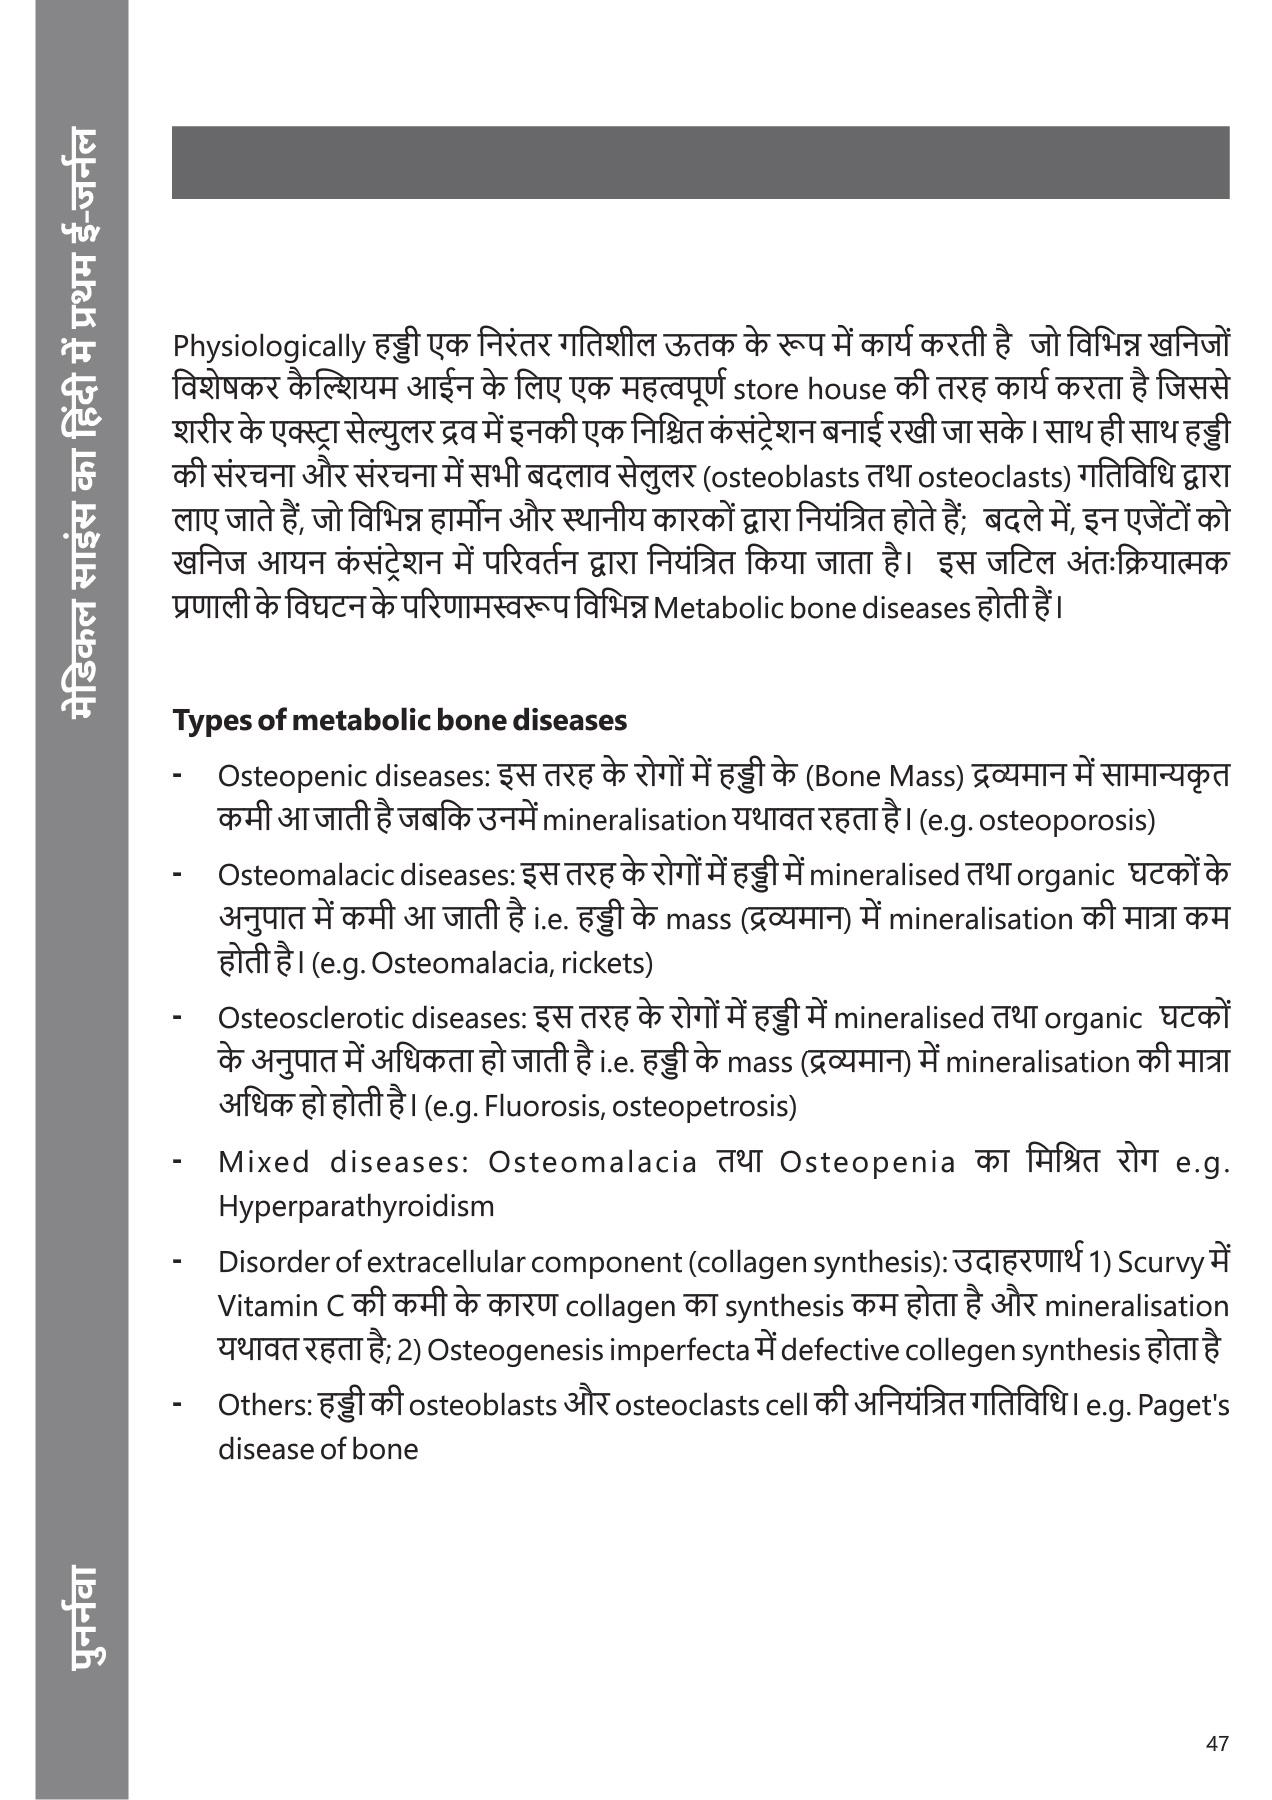 मेडिकल साइंस का हिंदी में प्रथम ई-जर्नल
Physiologically हड्डी एक निरंतर गतिशील ऊतक के रूप में कार्य करती है  जो विभिन्न खनिजों
विशेषकर कैल्शियम आईन के लिए एक महत्वपूर्ण store house की तरह कार्य करता है जिससे
शरीर के एक्स्ट्रा सेल्युलर द्रव में इनकी एक निश्चित कंसंट्रेशन बनाई रखी जा सके। साथ ही साथ हड्डी
की संरचना और संरचना में सभी बदलाव सेलुलर (osteoblasts तथा osteoclasts) गतिविधि द्वारा
लाए जाते हैं, जो विभिन्न हार्मोन और स्थानीय कारकों द्वारा नियंत्रित होते हैं;  बदले में, इन एजेंटों को
खनिज आयन कंसंट्रेशन में परिवर्तन द्वारा नियंत्रित किया जाता है।  इस जटिल अंतःक्रियात्मक
प्रणाली के विघटन के परिणामस्वरूप विभिन्न Metabolic bone diseases होती हैं।
Types of metabolic bone diseases
- Osteopenic diseases: इस तरह के रोगों में हड्डी के (Bone Mass) द्रव्यमान में सामान्यकृत
कमी आ जाती है जबकि उनमें mineralisation यथावत रहता है। (e.g. osteoporosis)
- Osteomalacic diseases: इस तरह के रोगों में हड्डी में mineralised तथा organic  घटकों के
अनुपात में कमी आ जाती है i.e. हड्डी के mass (द्रव्यमान) में mineralisation की मात्रा कम
होती है। (e.g. Osteomalacia, rickets)
- Osteosclerotic diseases: इस तरह के रोगों में हड्डी में mineralised तथा organic  घटकों
के अनुपात में अधिकता हो जाती है i.e. हड्डी के mass (द्रव्यमान) में mineralisation की मात्रा
अधिक हो होती है। (e.g. Fluorosis, osteopetrosis)
- Mixed diseases: Osteomalacia तथा Osteopenia का मिश्रित रोग e.g.
Hyperparathyroidism
- Disorder of extracellular component (collagen synthesis): उदाहरणार्थ 1) Scurvy में
Vitamin C की कमी के कारण collagen का synthesis कम होता है और mineralisation
यथावत रहता है; 2) Osteogenesis imperfecta में defective collegen synthesis होता है
- Others: हड्डी की osteoblasts और osteoclasts cell की अनियंत्रित गतिविधि। e.g. Paget's
disease of bone
पुनर्नवा
47